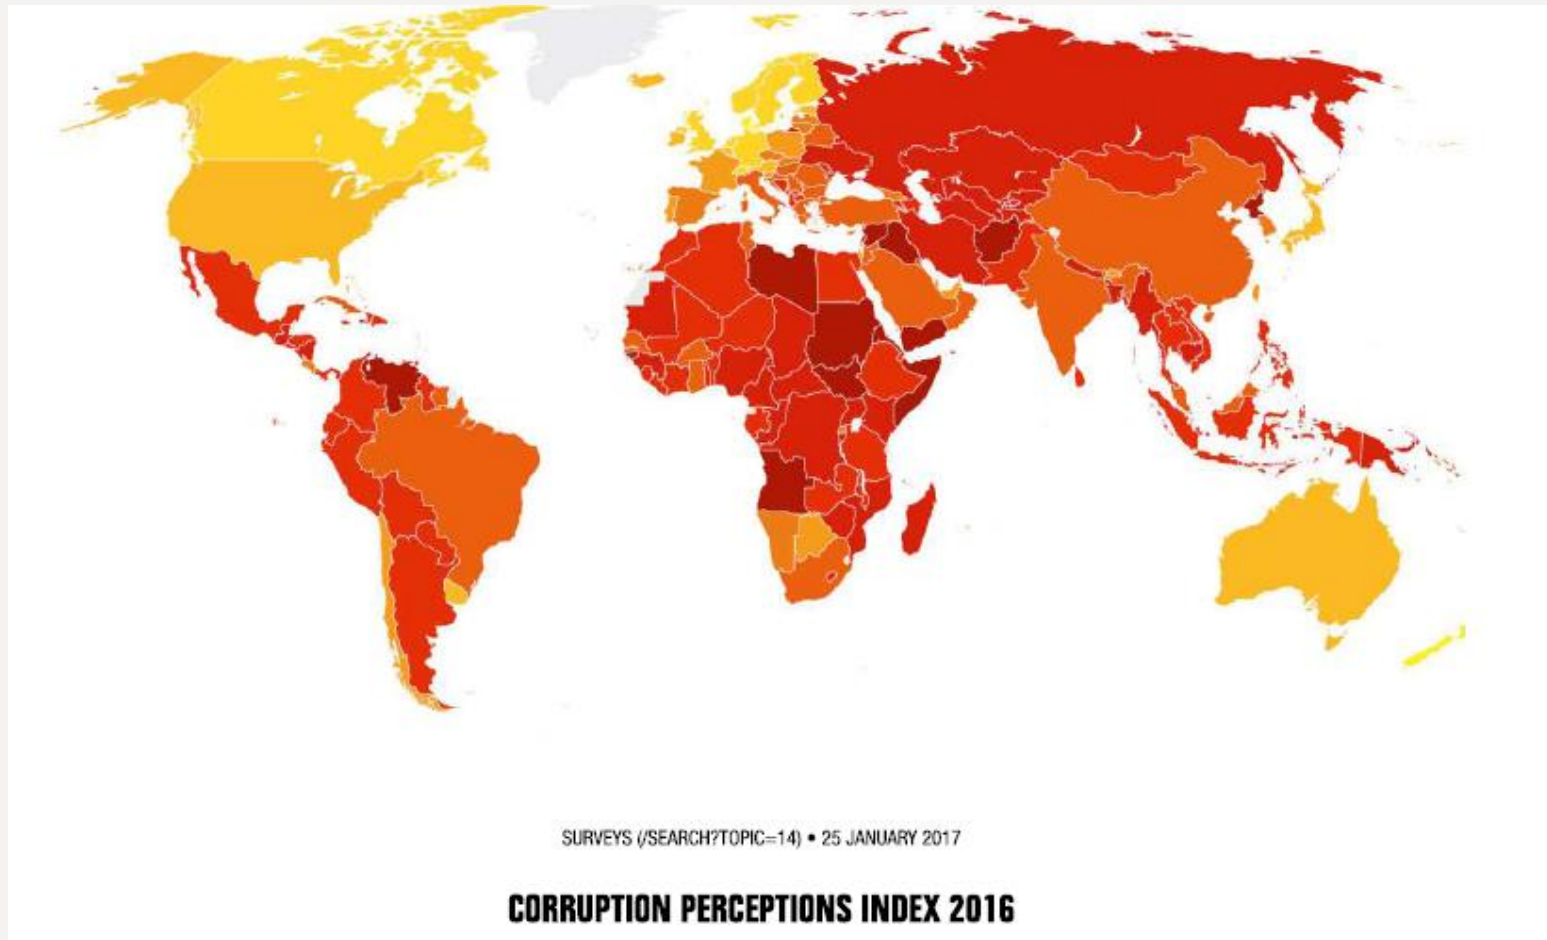 SURVEYS (/SEARCH?TOPIC=14) • 25 JANUARY 2017
CORRUPTION PERCEPTIONS INDEX 2016